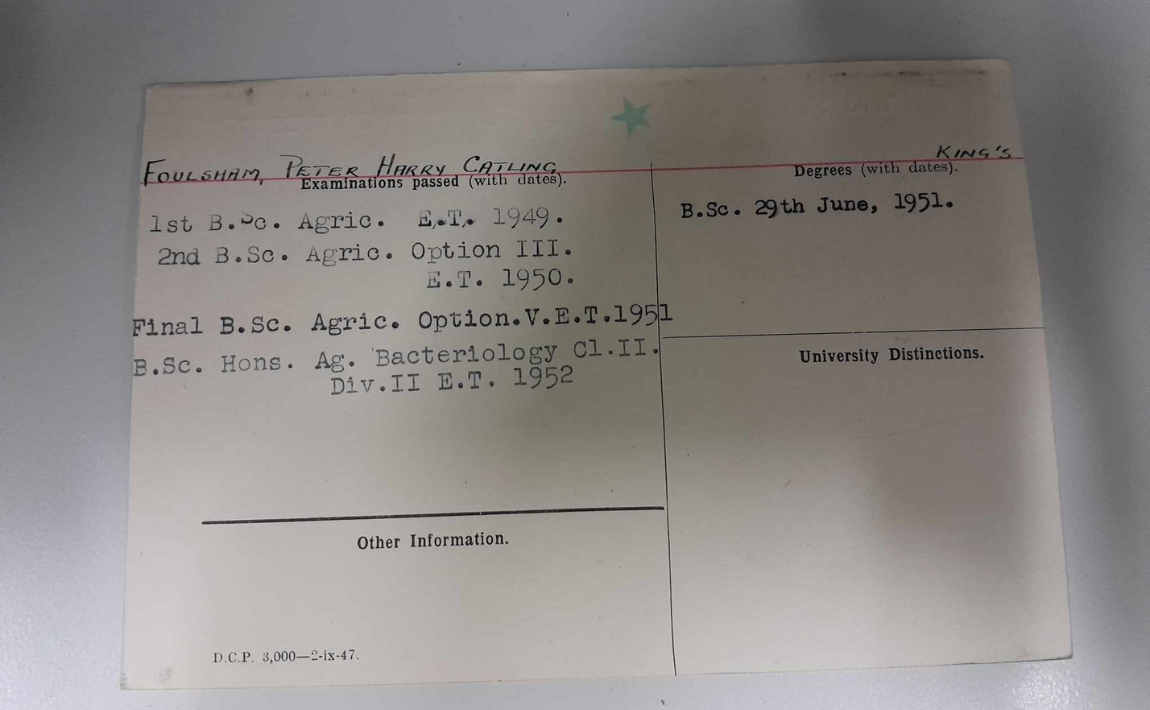 KING'S
FOULSHAM, PETER HARRY CATLING
Examinations passed (with dates).
1st B.Sc. Agric. E.T. 1949.
2nd B.Sc. Agric. Option III.
E.T. 1950.
Final B.Sc. Agric. Option.V.E.T.1951
B.Sc. Hons. Ag. Bacteriology Cl.II.
Div.II E.T. 1952
Other Information.
D.C.P. 3,000—2-ix-47.
Degrees (with dates).
B.Sc. 29th June, 1951.
University Distinctions.